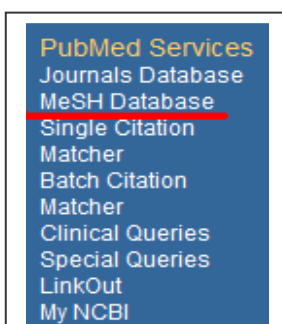 PubMed Services
Journals Database
MeSH Database
Single Citation
Matcher
Batch Citation
Matcher
Clinical Queries
Special Queries
LinkOut
My NCBI